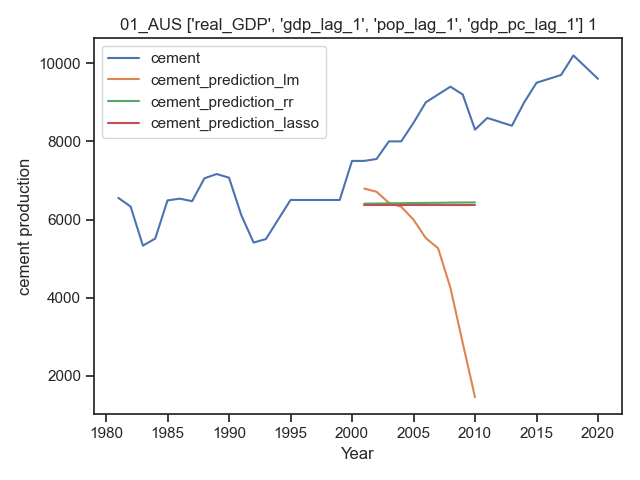 01_AUS ['real_GDP', 'gdp_lag_1', 'pop_lag_1', 'gdp_pc_lag_1'] 1
cement
cement_prediction_lm
cement_prediction_rr
cement_prediction_lasso
cement production
10000
8000
6000
4000
2000
1980
1985
1990
1995
2000
2005
2010
2015
2020
Year